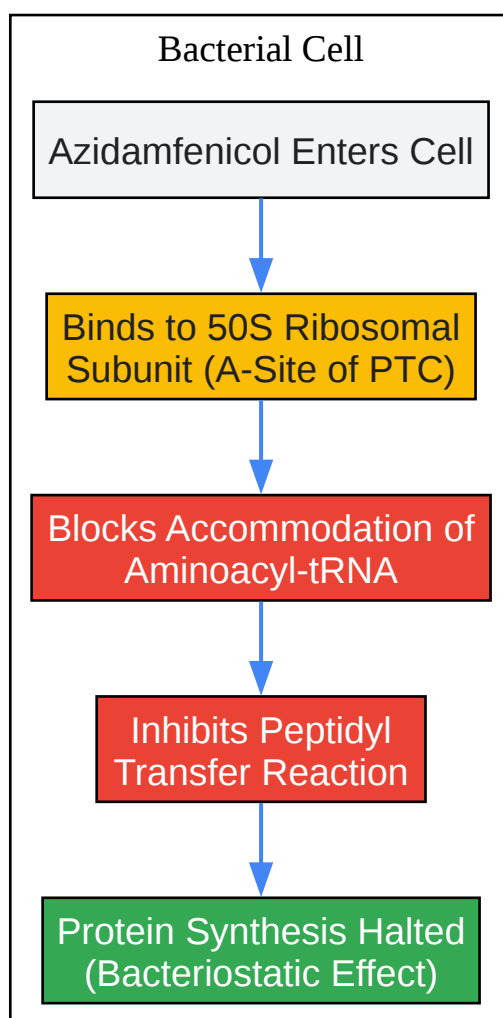 Bacterial Cell
Azidamfenicol Enters Cell
Binds to 50S Ribosomal
Subunit (A-Site of PTC)
Blocks Accommodation of
Aminoacyl-tRNA
Inhibits Peptidyl
Transfer Reaction
Protein Synthesis Halted
(Bacteriostatic Effect)